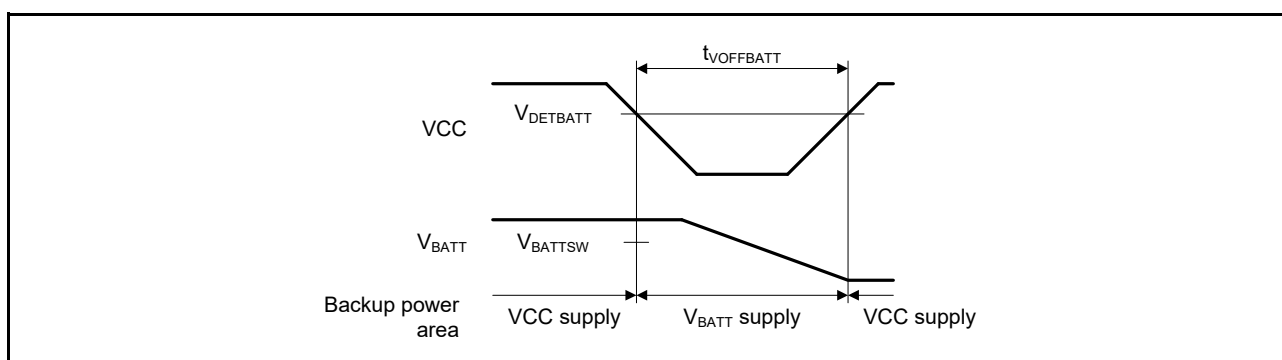 tVOFFBATT
VCC
VDETBATT
VBATT
VBATTSW
Backup power
area
VCC supply
VBATT supply
VCC supply